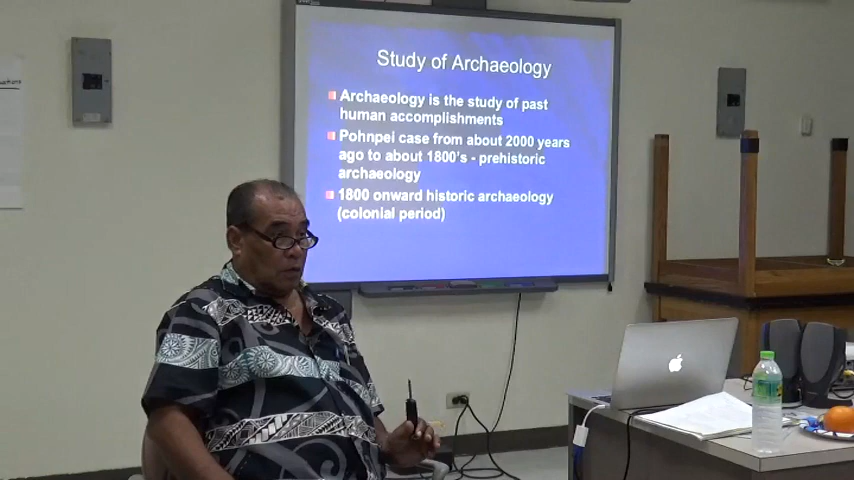 Study of Archaeology
Archaeology is the study of past
human accomplishments
Pohnpei case from about 2000 years
ago to about 1800's - prehistoric
archaeology
1800 onward historic archaeology
(colonial period)